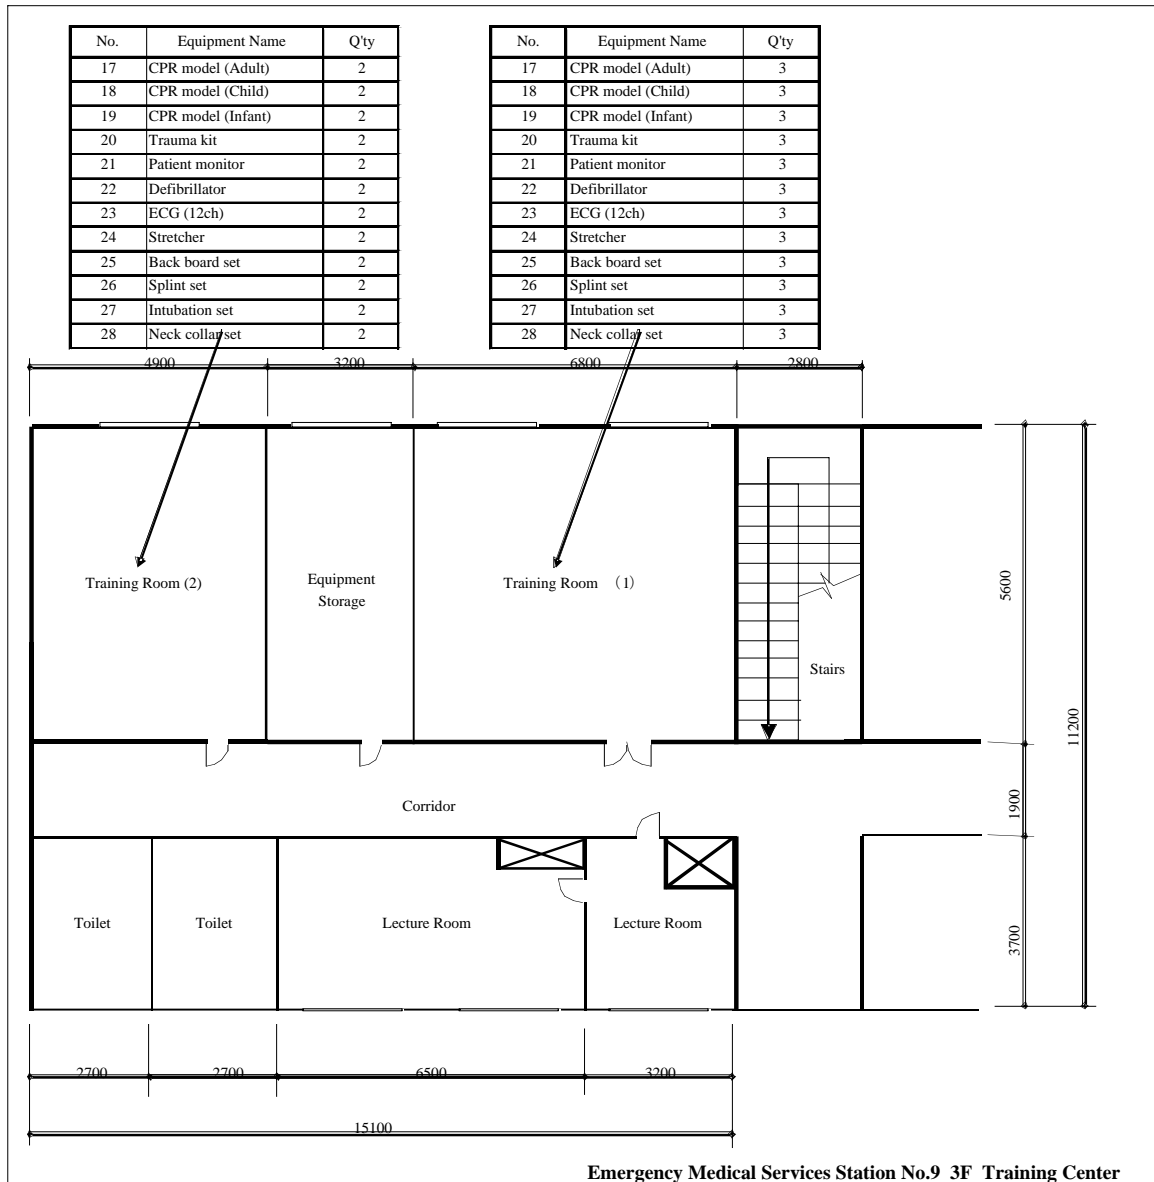 No. Equipment Name Q'ty
17 CPR model (Adult) 2
18 CPR model (Child) 2
19 CPR model (Infant) 2
20 Trauma kit 2
21 Patient monitor 2
22 Defibrillator 2
23 ECG (12ch) 2
24 Stretcher 2
25 Back board set 2
26 Splint set 2
27 Intubation set 2
28 Neck collar set 2
No. Equipment Name Q'ty
17 CPR model (Adult) 3
18 CPR model (Child) 3
19 CPR model (Infant) 3
20 Trauma kit 3
21 Patient monitor 3
22 Defibrillator 3
23 ECG (12ch) 3
24 Stretcher 3
25 Back board set 3
26 Splint set 3
27 Intubation set 3
28 Neck collar set 3
4900 3200 6800 2800
Training Room (2)
Equipment
Storage
Training Room （1）
Stairs
5600
11200
1900
3700
Corridor
Toilet
Toilet
Lecture Room
Lecture Room
2700 2700 6500 3200
15100
Emergency Medical Services Station No.9 3F Training Center